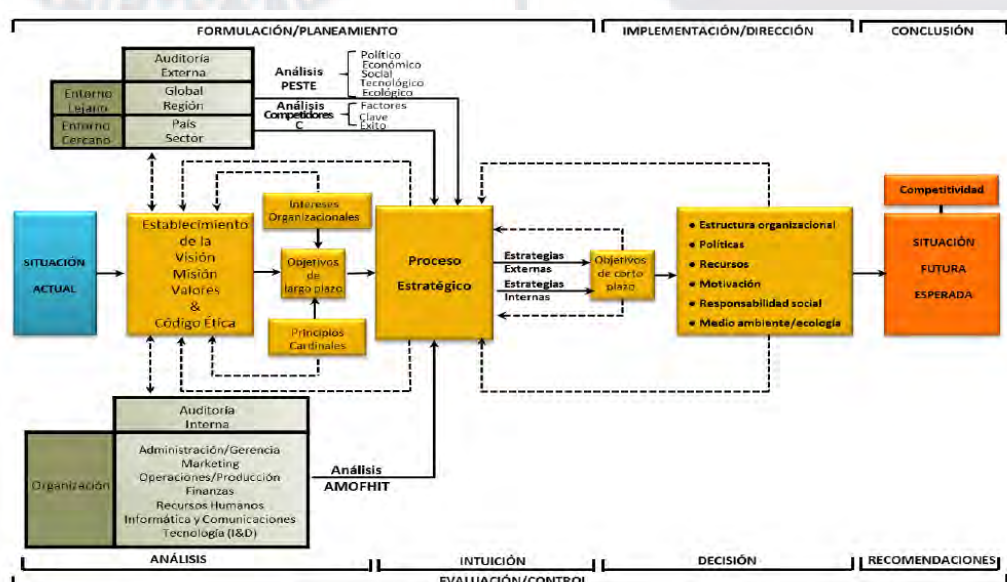 FORMULACIÓN/PLANEAMIENTO
IMPLEMENTACIÓN/DIRECCIÓN
CONCLUSIÓN
Auditoría
Externa
Entorno
Lejano
Global
Región
Entorno
Cercano
País
Sector
Análisis
PESTE
Político
Económico
Social
Tecnológico
Ecológico
Análisis
Competidores
C
Factores
Clave
Éxito
SITUACIÓN
ACTUAL
Establecimiento
de la
Visión
Misión
Valores
&
Código Ética
Intereses
Organizacionales
Objetivos
de
largo plazo
Principios
Cardinales
Proceso
Estratégico
Estrategias
Externas
Estrategias
Internas
Objetivos
de corto
plazo
● Estructura organizacional
● Políticas
● Recursos
● Motivación
● Responsabilidad social
● Medio ambiente/ecología
Competitividad
SITUACIÓN
FUTURA
ESPERADA
Auditoría
Interna
Organización
Administración/Gerencia
Marketing
Operaciones/Producción
Finanzas
Recursos Humanos
Informática y Comunicaciones
Tecnología (I&D)
Análisis
AMOFHIT
ANÁLISIS
INTUICIÓN
DECISIÓN
RECOMENDACIONES
EVALUACIÓN/CONTROL